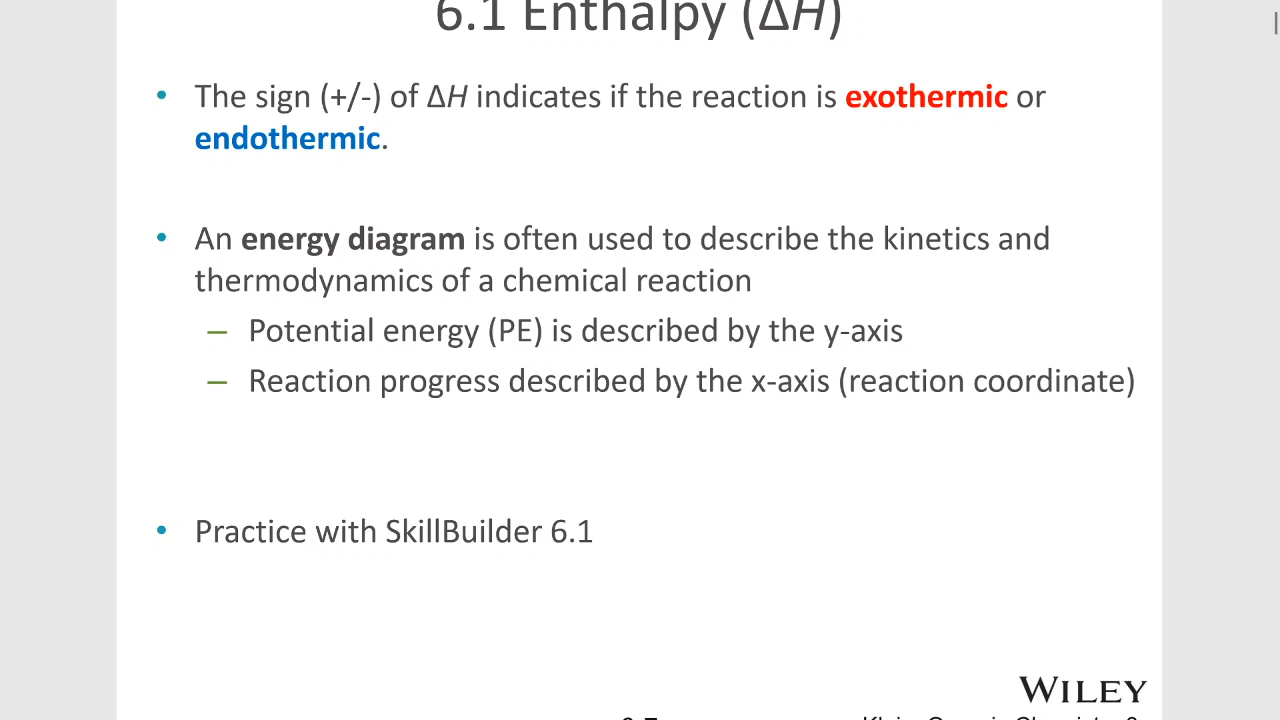 6.1 Enthalpy (ΔH)
• The sign (+/-) of ΔH indicates if the reaction is exothermic or
endothermic.
• An energy diagram is often used to describe the kinetics and
thermodynamics of a chemical reaction
– Potential energy (PE) is described by the y-axis
– Reaction progress described by the x-axis (reaction coordinate)
• Practice with SkillBuilder 6.1
WILEY